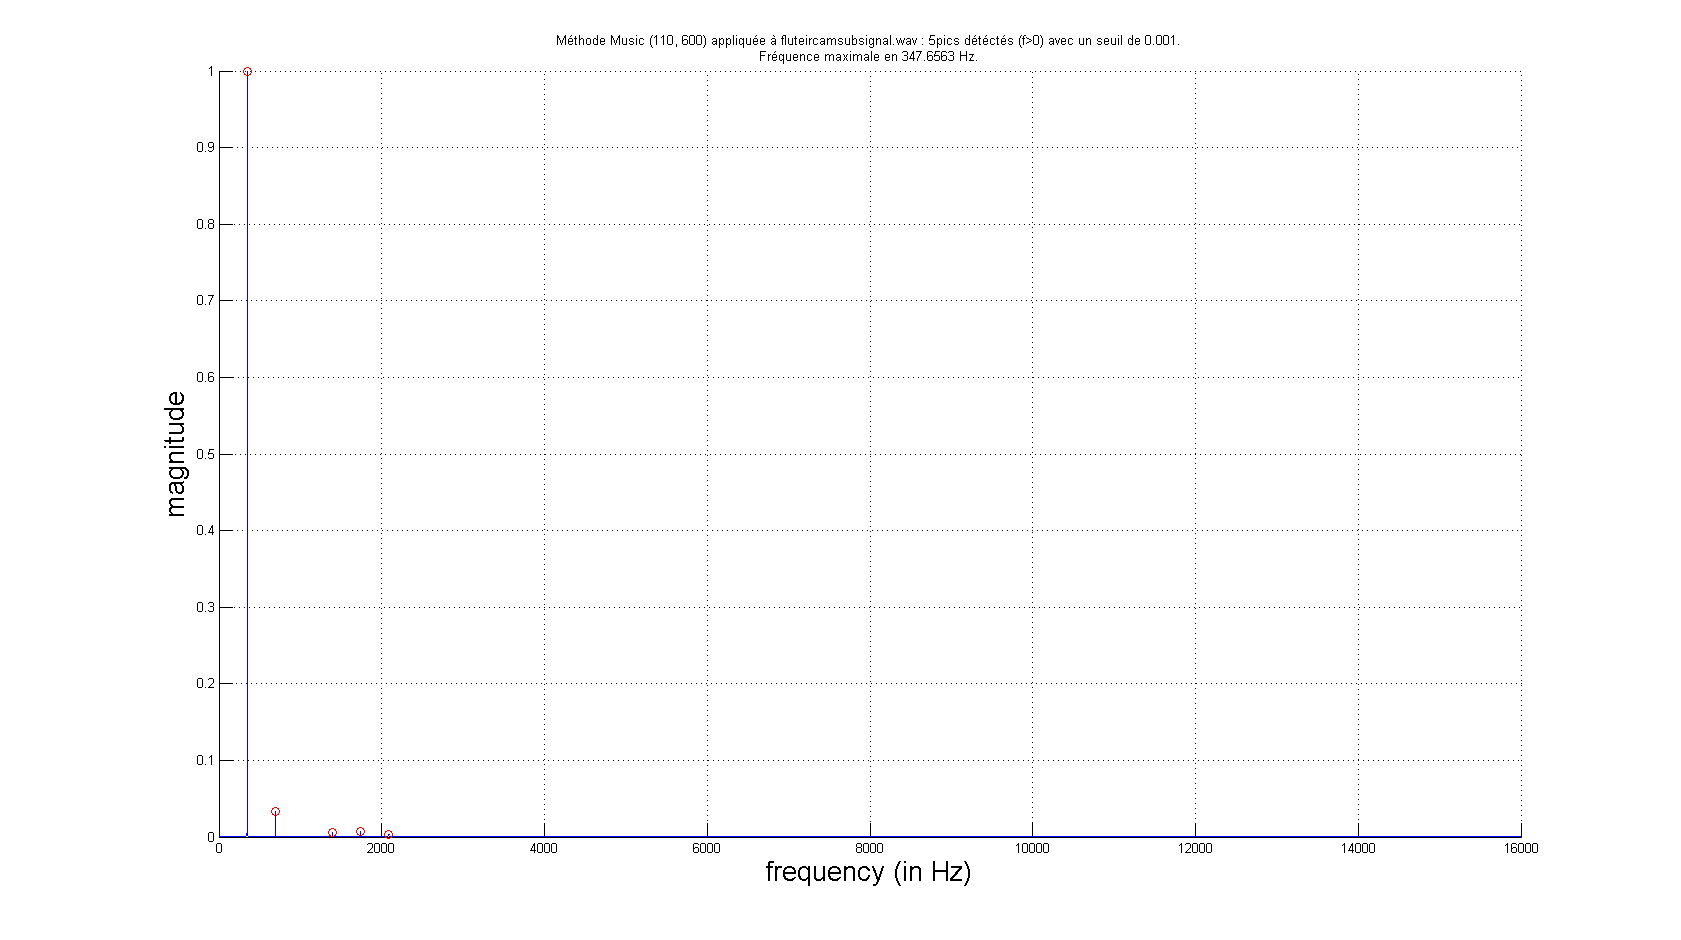 Méthode Music (110, 600) appliquée à fluteircamsubsignal.wav : 5pics détéctés (f>0) avec un seuil de 0.001.
Fréquence maximale en 347.6563 Hz.
1
0.9
0.8
0.7
0.6
0.5
0.4
0.3
0.2
0.1
0
magnitude
0 2000 4000 6000 8000 10000 12000 14000 16000
frequency (in Hz)